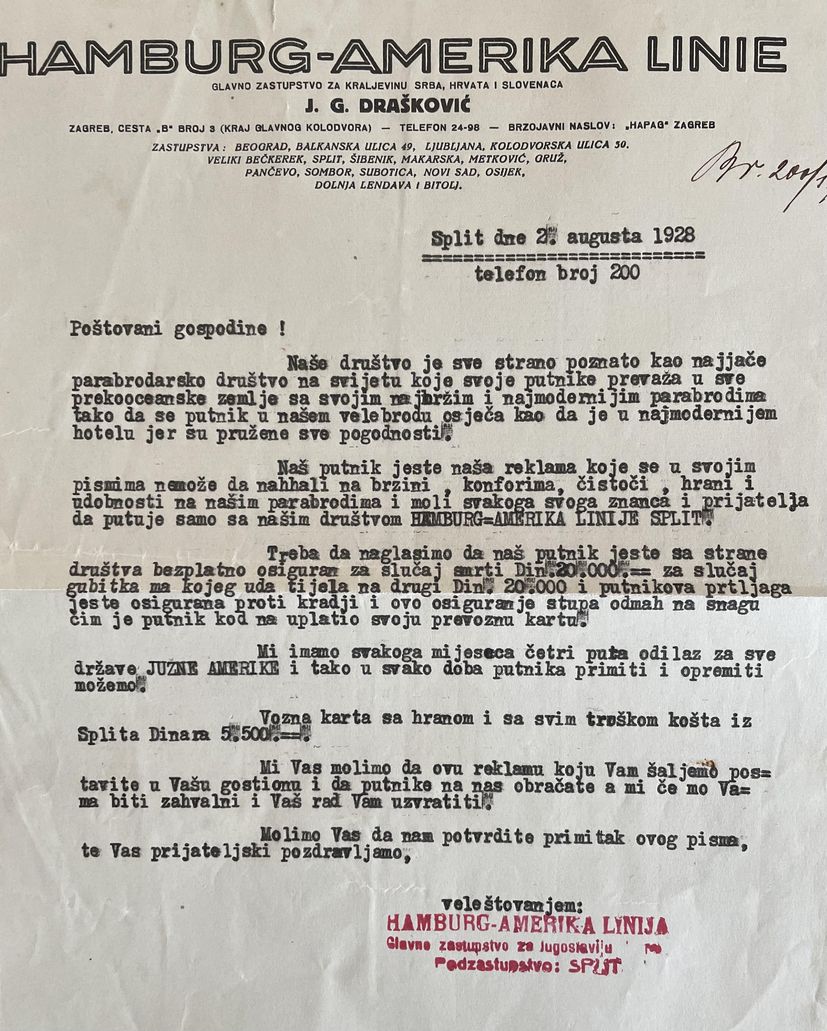 HAMBURG-AMERIKA LINIE
GLAVNO ZASTUPSTVO ZA KRALJEVINU SRBA, HRVATA I SLOVENACA
J. G. DRAŠKOVIĆ
ZAGREB, CESTA „B" BROJ 3 (KRAJ GLAVNOG KOLODVORA) — TELEFON 24-98 — BRZOJAVNI NASLOV: „HAPAG" ZAGREB
ZASTUPSTVA: BEOGRAD, BALKANSKA ULICA 49, LJUBLJANA, KOLODVORSKA ULICA 30.
VELIKI BEČKEREK, SPLIT, ŠIBENIK, MAKARSKA, METKOVIĆ, GRUŽ,
PANČEVO, SOMBOR, SUBOTICA, NOVI SAD, OSIJEK,
DOLNJA LENDAVA I BITOLJ.
Br. 200/1
Split dne 2. augusta 1928
telefon broj 200
Poštovani gospodine !
Naše društvo je sve strano poznato kao najjače
parabrodarsko društvo na svijetu koje svoje putnike prevaža u sve
prekooceanske zemlje sa svojim najbržim i najmodernijim parabrodima
tako da se putnik u našem velebrodu osječa kao da je u najmodernijem
hotelu jer su pružene sve pogodnosti.
Naš putnik jeste naša reklama koje se u svojim
pismima nemože da nahhali na brzini , konforima, čistoči , hrani i
udobnosti na našim parabrodima i moli svakoga svoga znanca i prijatelja
da putuje samo sa našim društvom HAMBURG=AMERIKA LINIJE SPLIT.
Treba da naglasimo da naš putnik jeste sa strane
društva bezplatno osiguran za slučaj smrti Din.20.000.== za slučaj
gubitka ma kojeg uda tijela na drugi Din. 20.000 i putnikova prtljaga
jeste osigurana proti kradji i ovo osiguranje stupa odmah na snagu
čim je putnik kod na uplatio svoju prevoznu kartu.
Mi imamo svakoga mijeseca četri puta odilaz za sve
države JUŽNE AMERIKE i tako u svako doba putnika primiti i opremiti
možemo.
Vozna karta sa hranom i sa svim troškom košta iz
Splita Dinara 5.500.==.
Mi Vas molimo da ovu reklamu koju Vam šaljemo pos=
tavite u Vašu gostionu i da putnike na nas obračate a mi če mo Va=
ma biti zahvalni i Vaš rad Vam uzvratiti.
Molimo Vas da nam potvrdite primitak ovog pisma,
te Vas prijateljski pozdravljamo,
veleštovanjem:
HAMBURG-AMERIKA LINIJA
Glavno zastupstvo za Jugoslaviju
Podzastupstvo: SPLIT